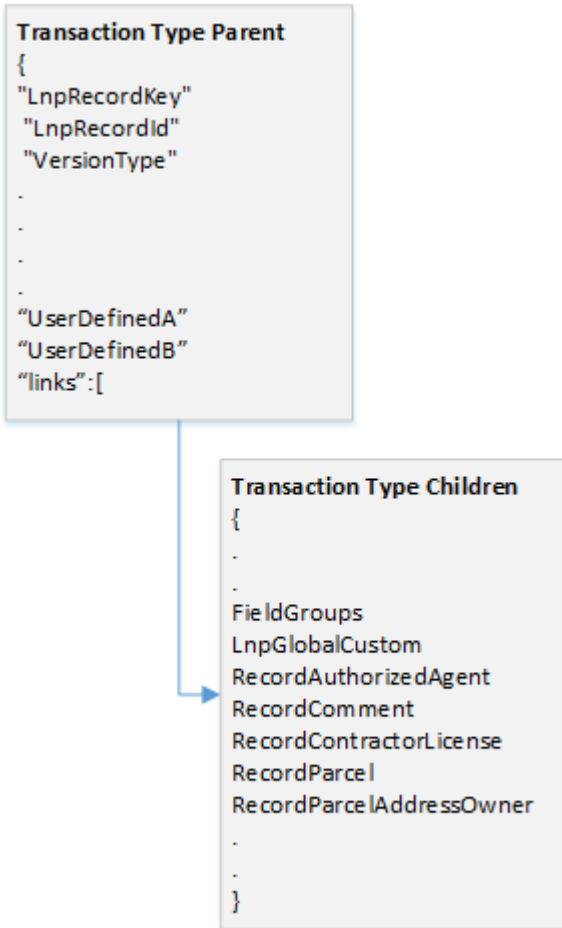 Transaction Type Parent
{
"LnpRecordKey"
"LnpRecordId"
"VersionType"
.
.
.
.
“UserDefinedA”
“UserDefinedB”
“links”:[
Transaction Type Children
{
.
.
FieldGroups
LnpGlobalCustom
RecordAuthorizedAgent
RecordComment
RecordContractorLicense
RecordParcel
RecordParcelAddressOwner
.
.
}